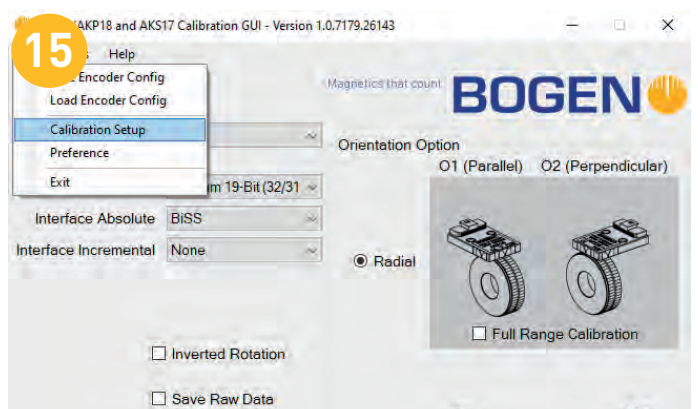 15
/AKP18 and AKS17 Calibration GUI - Version 1.0.7179.26143
Help
Encoder Config
Load Encoder Config
Calibration Setup
Preference
Exit
Magnetics that count
BOGEN
Orientation Option
O1 (Parallel) O2 (Perpendicular)
m 19-Bit (32/31
Interface Absolute BiSS
Interface Incremental None
Radial
Full Range Calibration
Inverted Rotation
Save Raw Data